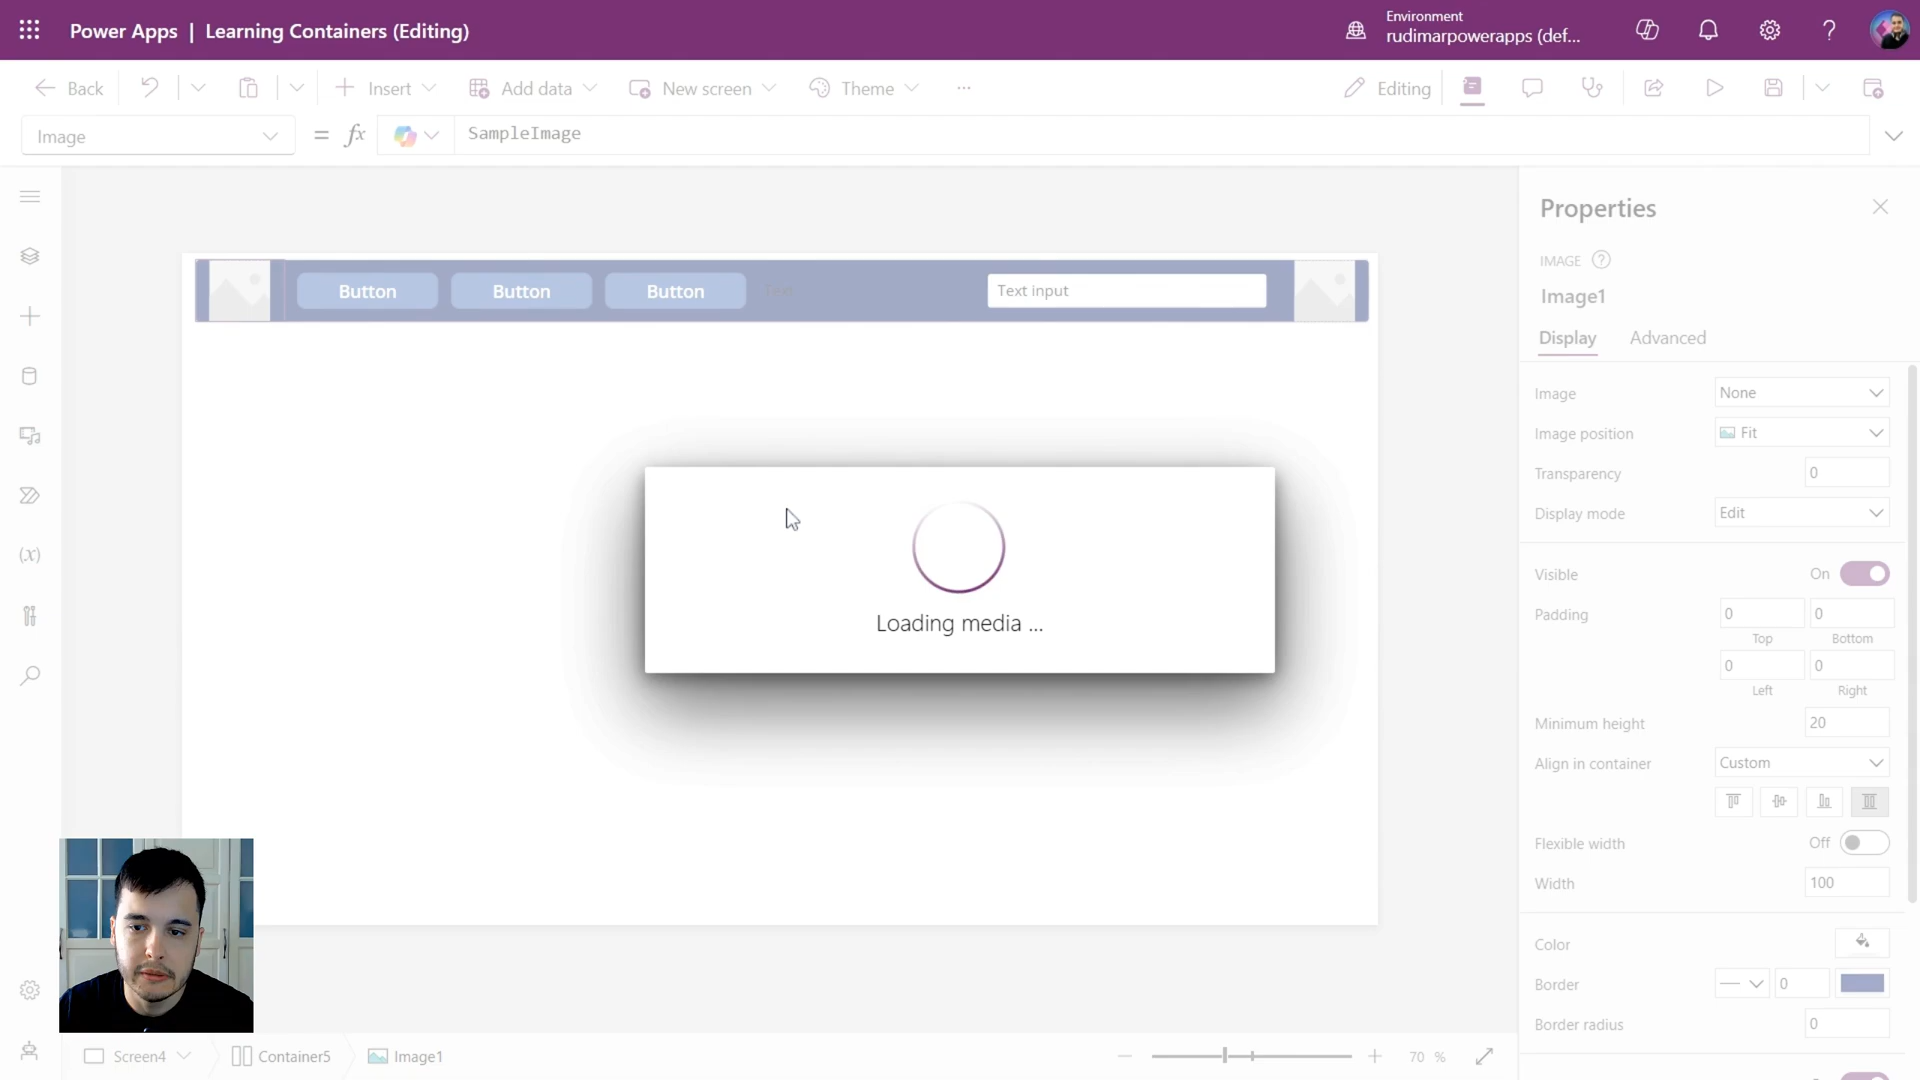 Power Apps | Learning Containers (Editing)
Environment
rudimarpowerapps (def...
Back
Insert
Add data
New screen
Theme
...
Editing
Image
= fx
SampleImage
Button
Button
Button
Text
Text input
Loading media ...
Properties
IMAGE
Image1
Display
Advanced
Image
None
Image position
Fit
Transparency
0
Display mode
Edit
Visible
On
Padding
0
0
Top
Bottom
0
0
Left
Right
Minimum height
20
Align in container
Custom
Flexible width
Off
Width
100
Color
Border
0
Border radius
0
Screen4
Container5
Image1
70 %